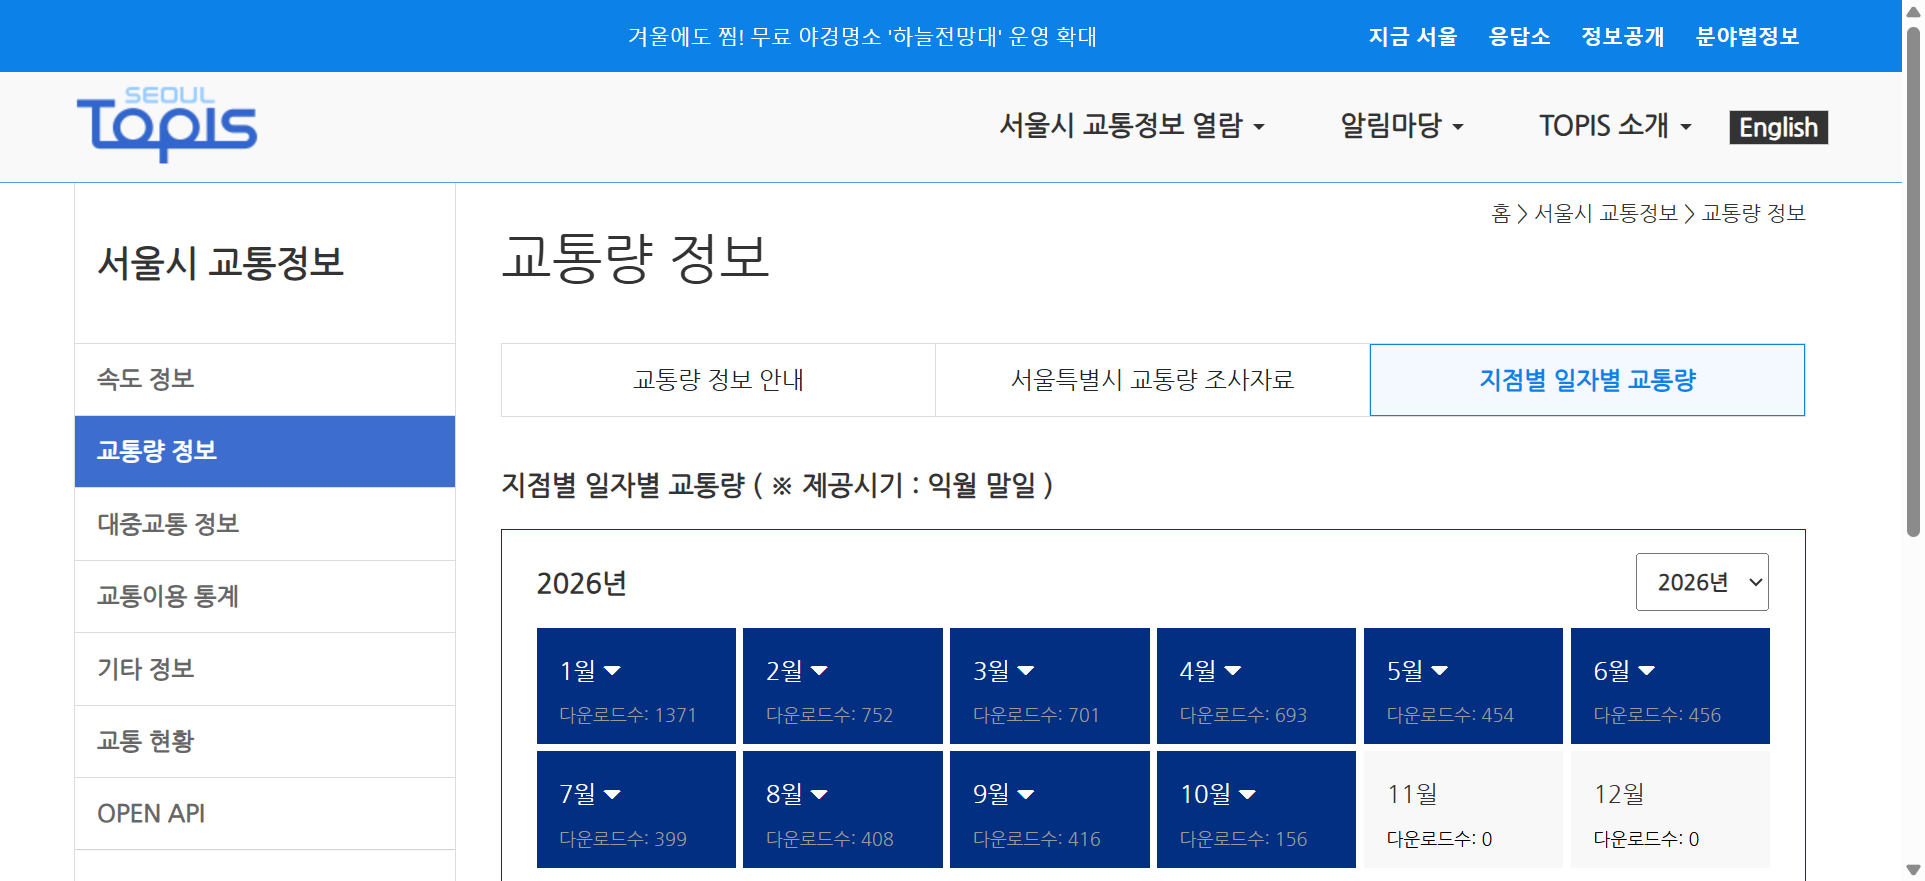 겨울에도 찜! 무료 야경명소 '하늘전망대' 운영 확대
지금 서울 응답소 정보공개 분야별정보
SEOUL
Topis
서울시 교통정보 열람 알림마당 TOPIS 소개 English
홈 > 서울시 교통정보 > 교통량 정보
서울시 교통정보
속도 정보
교통량 정보
대중교통 정보
교통이용 통계
기타 정보
교통 현황
OPEN API
교통량 정보
교통량 정보 안내 서울특별시 교통량 조사자료 지점별 일자별 교통량
지점별 일자별 교통량 ( ※ 제공시기 : 익월 말일 )
2026년 2026년
1월 2월 3월 4월 5월 6월
다운로드수: 1371 다운로드수: 752 다운로드수: 701 다운로드수: 693 다운로드수: 454 다운로드수: 456
7월 8월 9월 10월 11월 12월
다운로드수: 399 다운로드수: 408 다운로드수: 416 다운로드수: 156 다운로드수: 0 다운로드수: 0